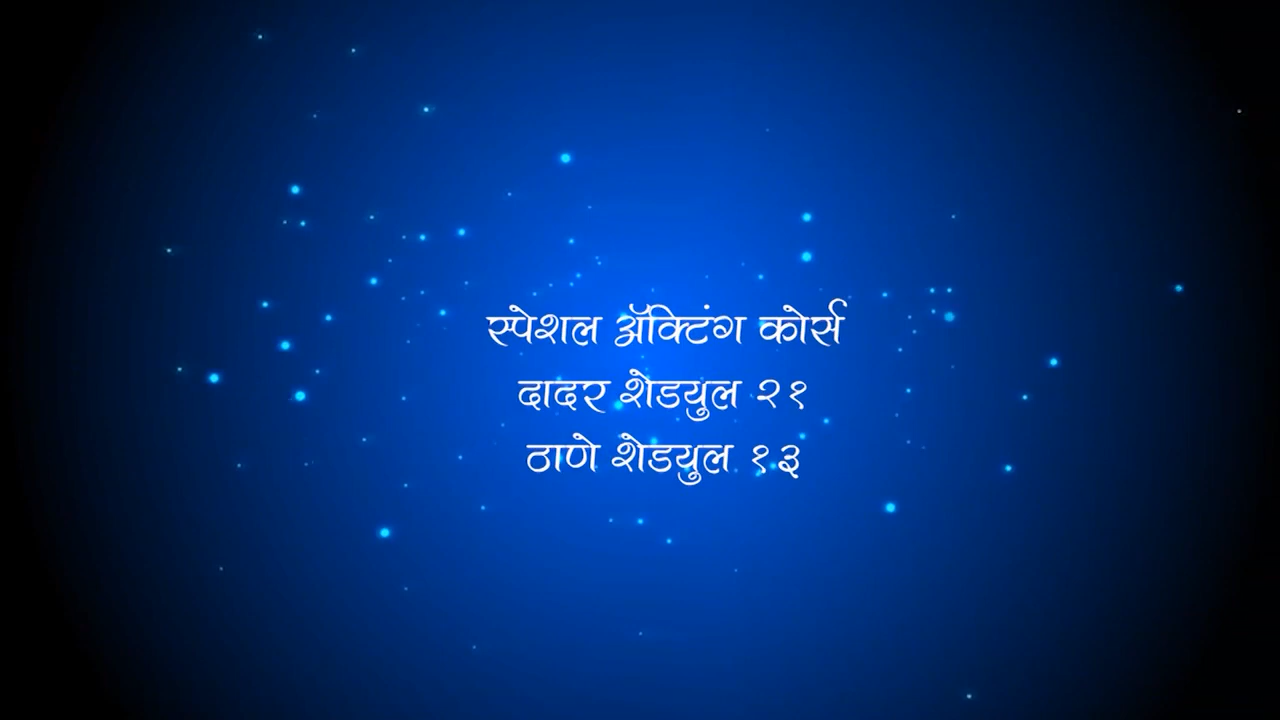 स्पेशल ॲक्टिंग कोर्स
दादर शेडयुल २१
ठाणे शेडयुल १३